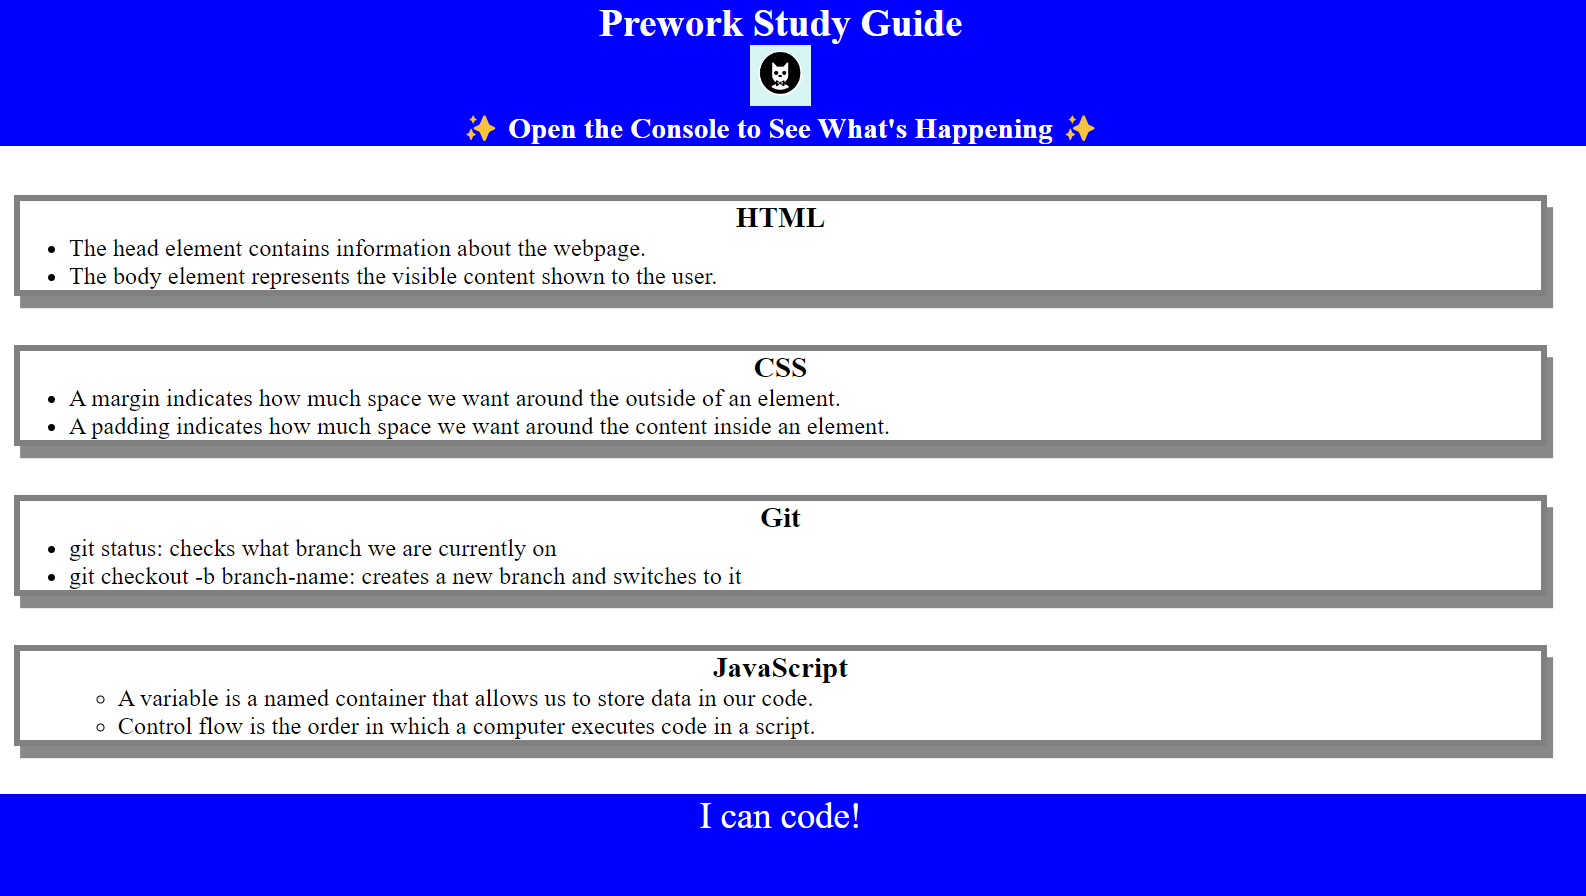 Prework Study Guide
✨ Open the Console to See What's Happening ✨
HTML
• The head element contains information about the webpage.
• The body element represents the visible content shown to the user.
CSS
• A margin indicates how much space we want around the outside of an element.
• A padding indicates how much space we want around the content inside an element.
Git
• git status: checks what branch we are currently on
• git checkout -b branch-name: creates a new branch and switches to it
JavaScript
◦ A variable is a named container that allows us to store data in our code.
◦ Control flow is the order in which a computer executes code in a script.
I can code!